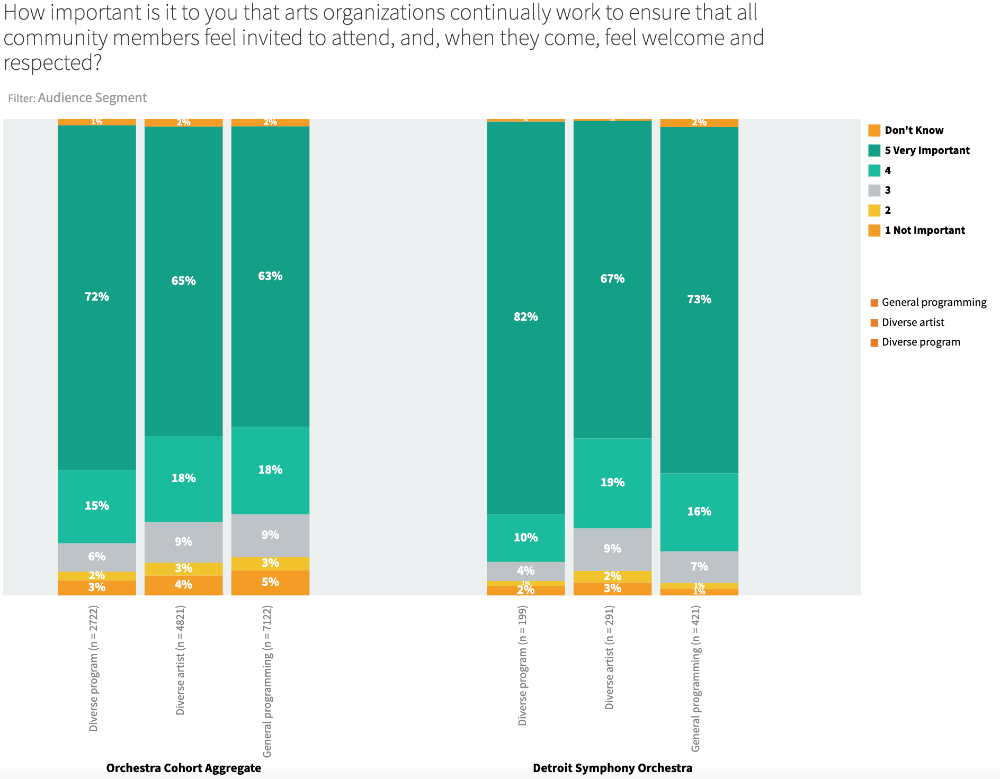 How important is it to you that arts organizations continually work to ensure that all
community members feel invited to attend, and, when they come, feel welcome and
respected?
Filter: Audience Segment
1%
72%
15%
6%
2%
3%
2%
65%
18%
9%
3%
4%
2%
63%
18%
9%
3%
5%
1%
82%
10%
4%
1%
2%
67%
19%
9%
2%
3%
2%
73%
16%
7%
1%
1%
Don't Know
5 Very Important
4
3
2
1 Not Important
General programming
Diverse artist
Diverse program
Diverse program (n = 2722)
Diverse artist (n = 4821)
General programming (n = 7122)
Diverse program (n = 199)
Diverse artist (n = 291)
General programming (n = 421)
Orchestra Cohort Aggregate
Detroit Symphony Orchestra